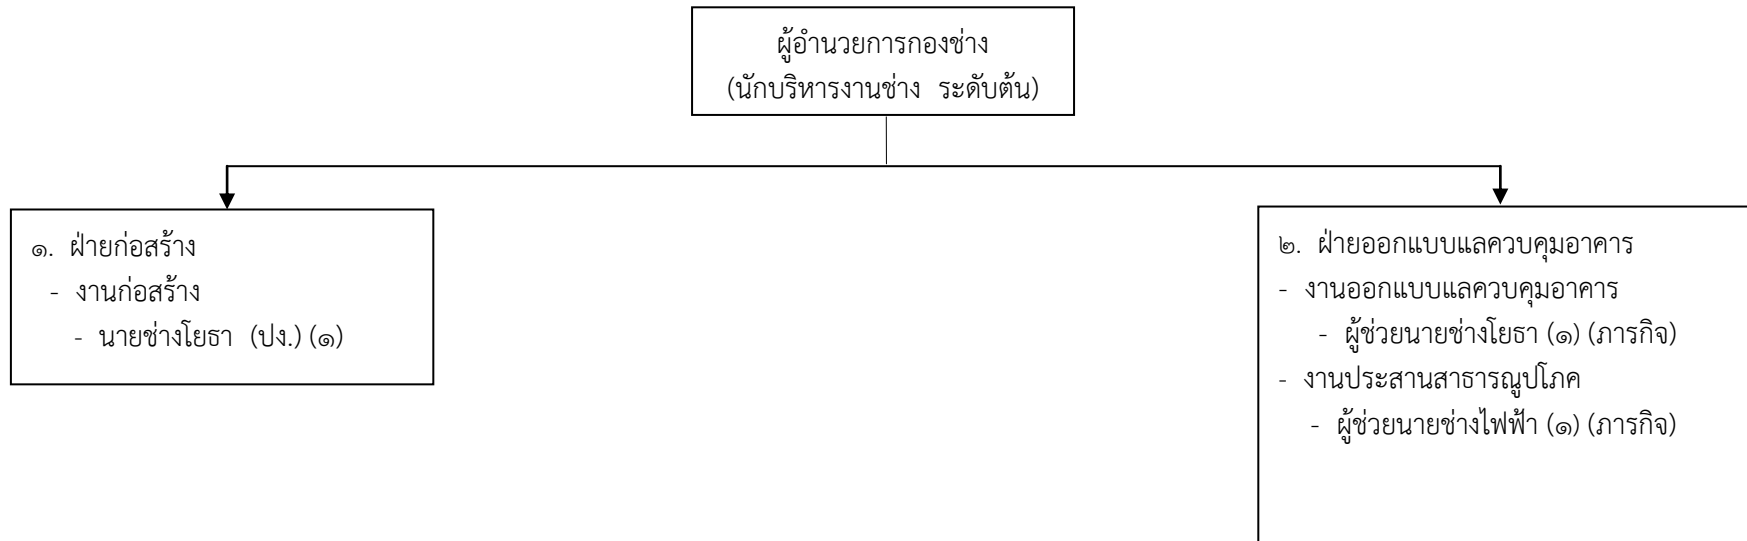 ผู้อำนวยการกองช่าง
(นักบริหารงานช่าง ระดับต้น)
๑. ฝ่ายก่อสร้าง
- งานก่อสร้าง
- นายช่างโยธา (ปง.) (๑)
๒. ฝ่ายออกแบบแลควบคุมอาคาร
- งานออกแบบแลควบคุมอาคาร
- ผู้ช่วยนายช่างโยธา (๑) (ภารกิจ)
- งานประสานสาธารณูปโภค
- ผู้ช่วยนายช่างไฟฟ้า (๑) (ภารกิจ)